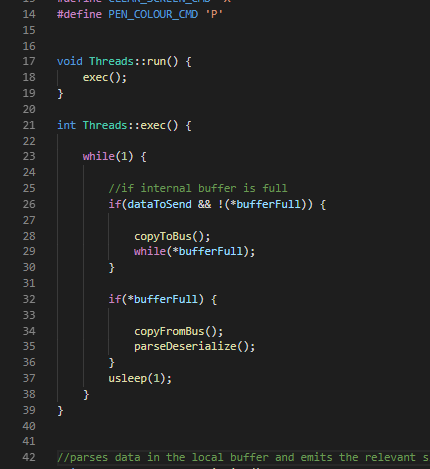 13 #define CLEAR_SCREEN_CMD 'X'
14 #define PEN_COLOUR_CMD 'P'
15
16
17 void Threads::run() {
18 exec();
19 }
20
21 int Threads::exec() {
22
23 while(1) {
24
25 //if internal buffer is full
26 if(dataToSend && !(*bufferFull)) {
27
28 copyToBus();
29 while(*bufferFull);
30 }
31
32 if(*bufferFull) {
33
34 copyFromBus();
35 parseDeserialize();
36 }
37 usleep(1);
38 }
39 }
40
41
42 //parses data in the local buffer and emits the relevant s